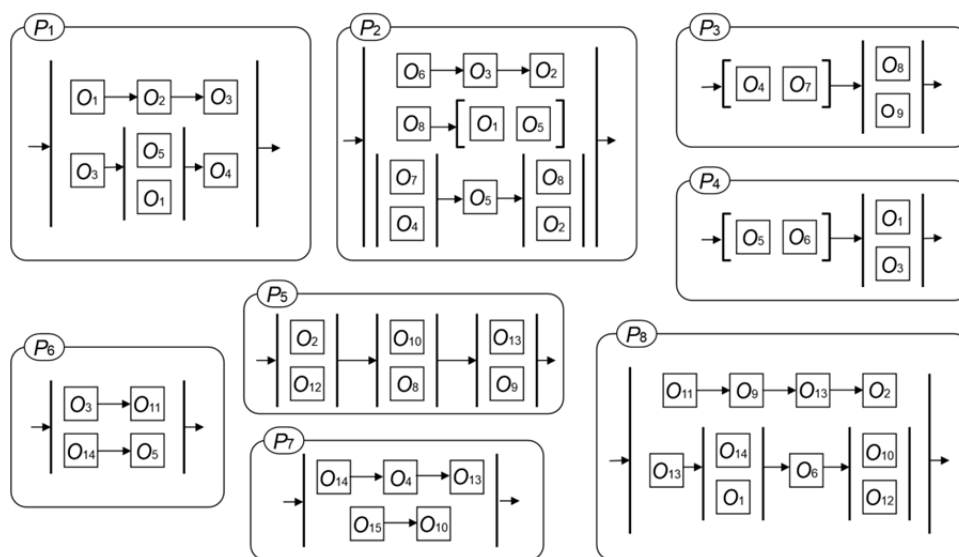 P1
O1 O2 O3
O3 O5 O4
O1
P2
O6 O3 O2
O8 O1 O5
O7 O5 O8
O4 O2
P3
O4 O7 O8
O9
P4
O5 O6 O1
O3
P5
O2 O10 O13
O12 O8 O9
P6
O3 O11
O14 O5
P7
O14 O4 O13
O15 O10
P8
O11 O9 O13 O2
O13 O14 O6 O10
O1 O12